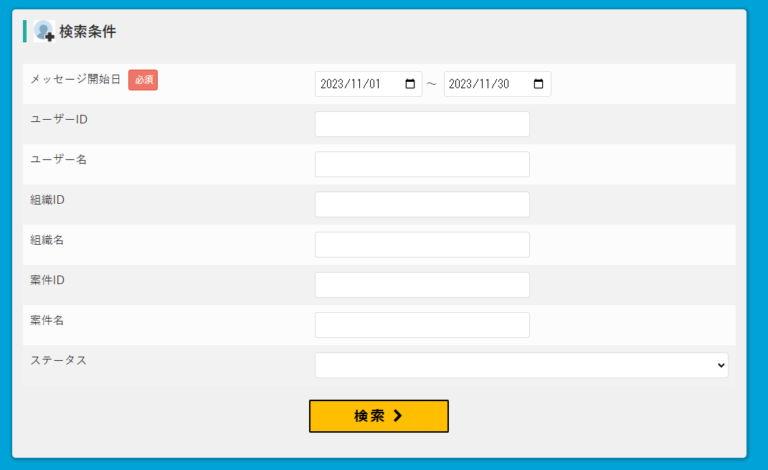 検索条件
メッセージ開始日 必須 2023/11/01 ～ 2023/11/30
ユーザーID
ユーザー名
組織ID
組織名
案件ID
案件名
ステータス
検索